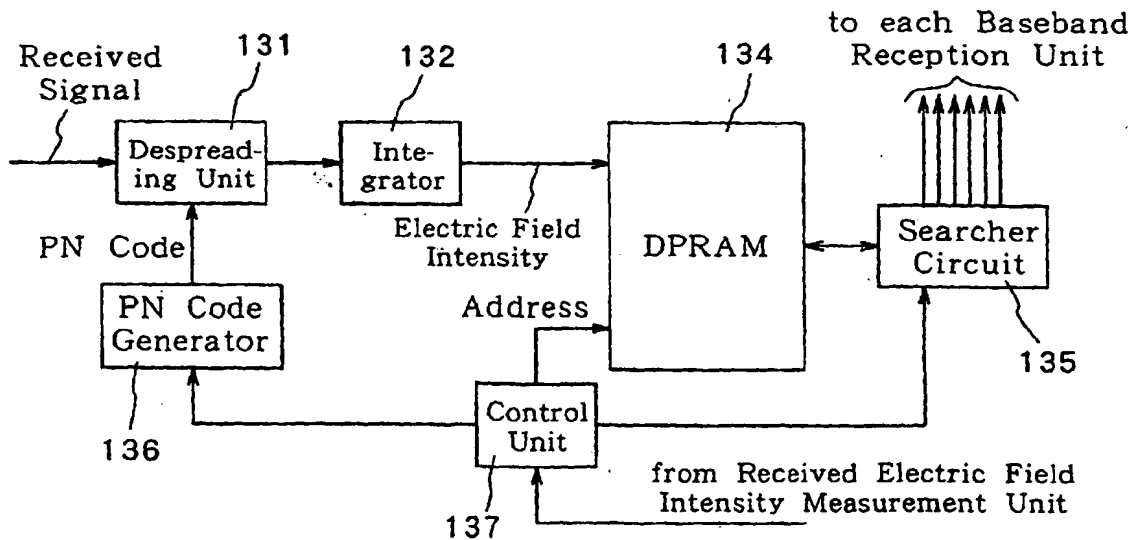 to each Baseband
Reception Unit
131
132
134
Received
Signal
Despread-
ing Unit
Inte-
grator
Electric Field
Intensity
DPRAM
Searcher
Circuit
135
PN Code
PN Code
Generator
136
Address
Control
Unit
137
from Received Electric Field
Intensity Measurement Unit